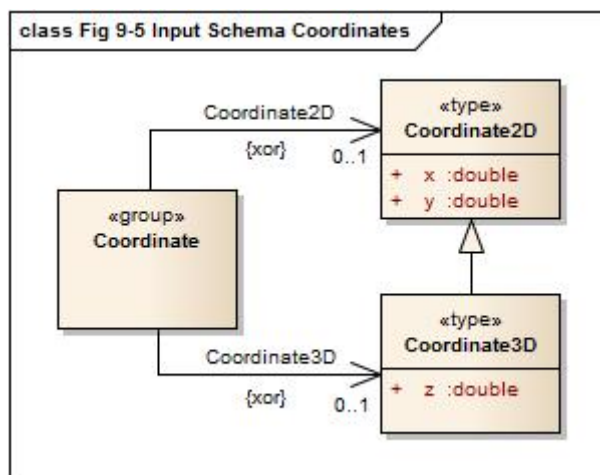 class Fig 9-5 Input Schema Coordinates
Coordinate2D
{xor}
0..1
«type»
Coordinate2D
+ x :double
+ y :double
«group»
Coordinate
Coordinate3D
{xor}
0..1
«type»
Coordinate3D
+ z :double